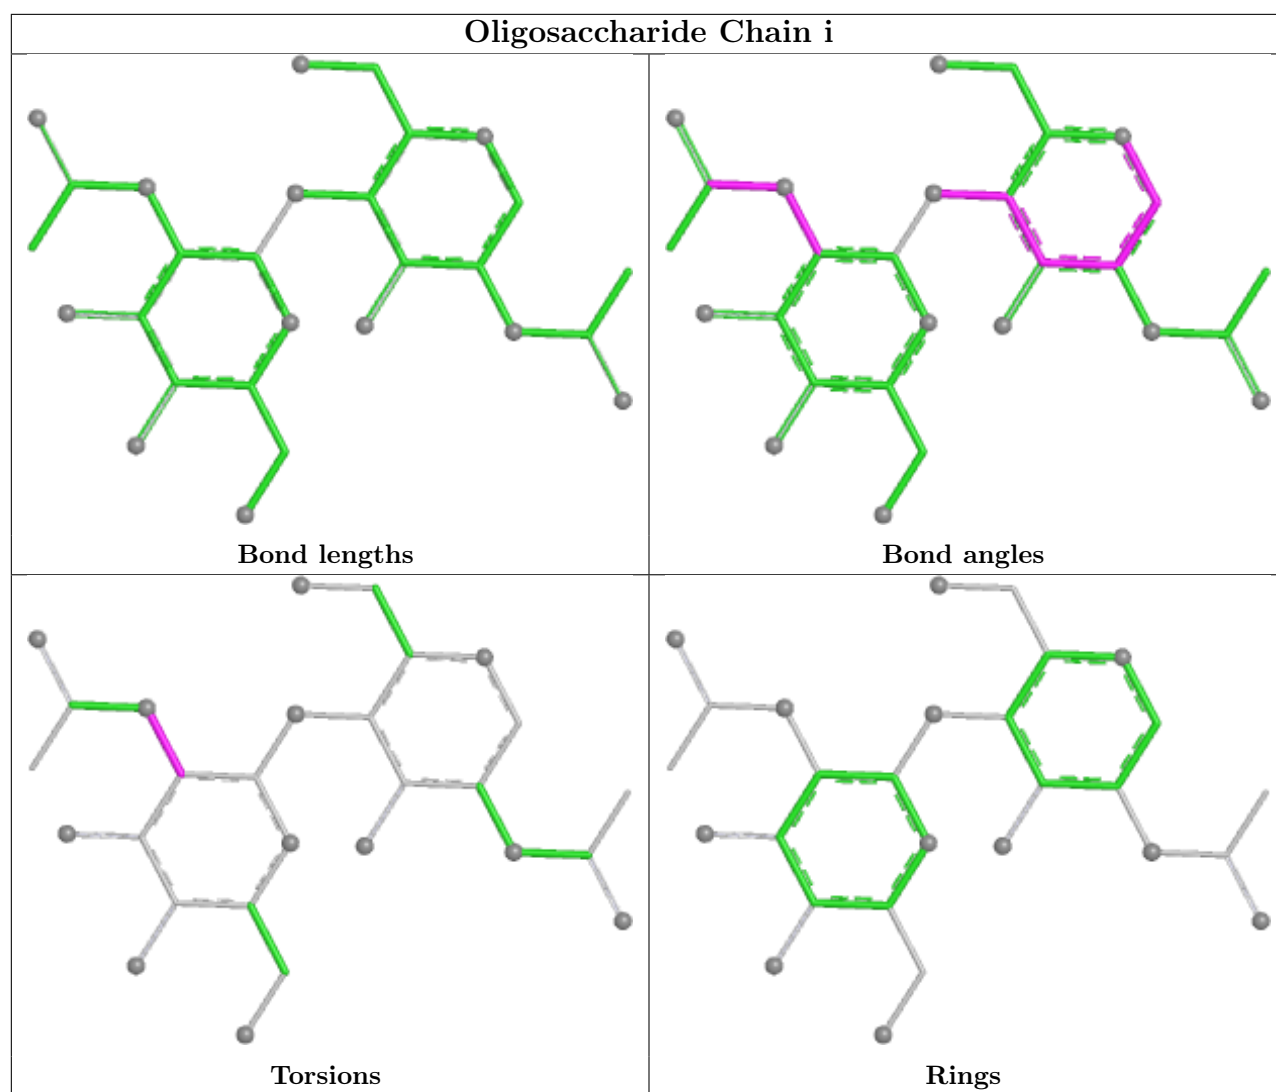 Oligosaccharide Chain i
Bond lengths
Bond angles
Torsions
Rings